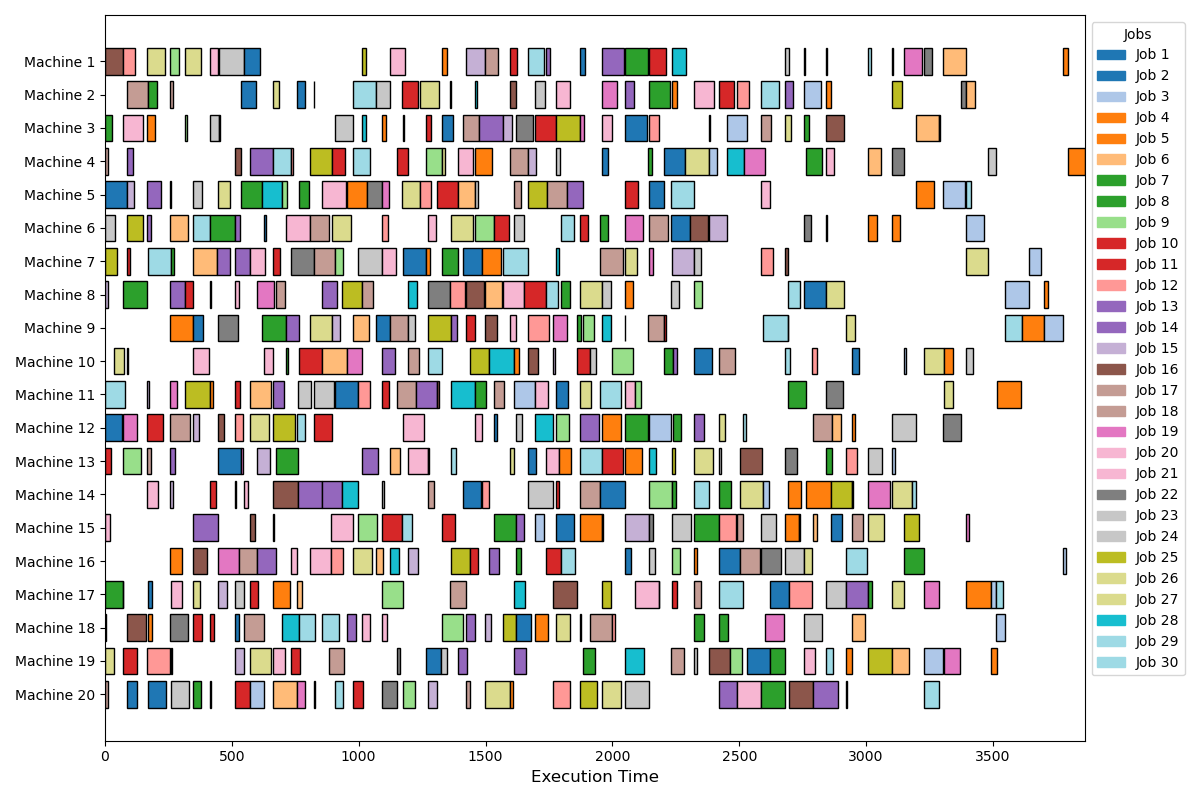 Machine 1
Machine 2
Machine 3
Machine 4
Machine 5
Machine 6
Machine 7
Machine 8
Machine 9
Machine 10
Machine 11
Machine 12
Machine 13
Machine 14
Machine 15
Machine 16
Machine 17
Machine 18
Machine 19
Machine 20
0 500 1000 1500 2000 2500 3000 3500
Execution Time
Jobs
Job 1
Job 2
Job 3
Job 4
Job 5
Job 6
Job 7
Job 8
Job 9
Job 10
Job 11
Job 12
Job 13
Job 14
Job 15
Job 16
Job 17
Job 18
Job 19
Job 20
Job 21
Job 22
Job 23
Job 24
Job 25
Job 26
Job 27
Job 28
Job 29
Job 30